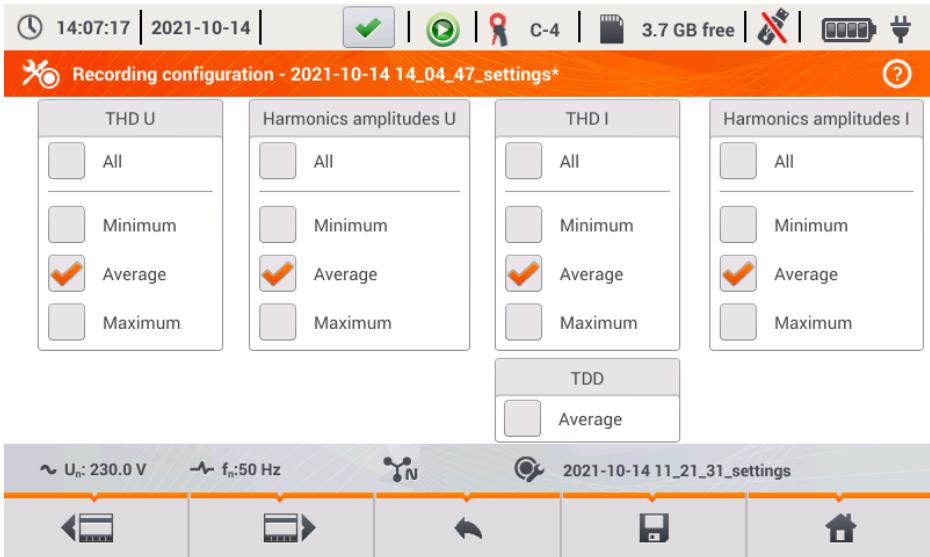 14:07:17 2021-10-14 C-4 3.7 GB free
Recording configuration - 2021-10-14 14_04_47_settings* ?
THD U
All
Minimum
Average
Maximum
Harmonics amplitudes U
All
Minimum
Average
Maximum
THD I
All
Minimum
Average
Maximum
Harmonics amplitudes I
All
Minimum
Average
Maximum
TDD
Average
Un: 230.0 V fn:50 Hz N 2021-10-14 11_21_31_settings